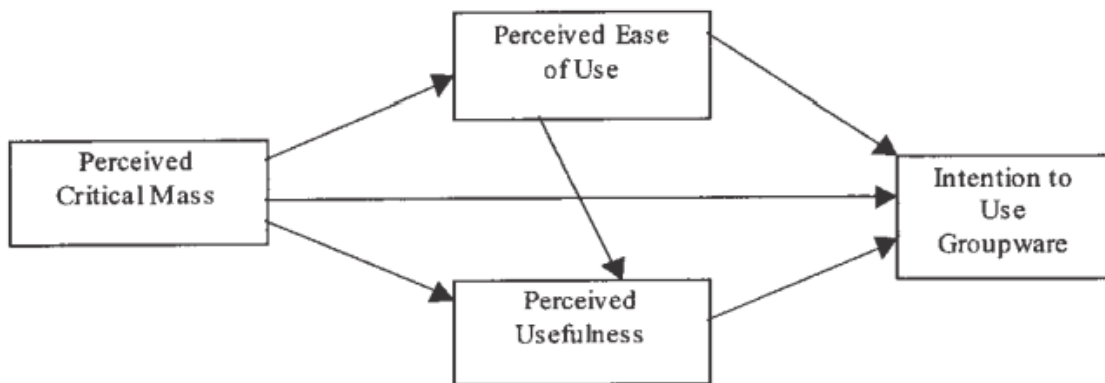 Perceived Ease
of Use
Perceived
Critical Mass
Intention to
Use
Groupware
Perceived
Usefulness